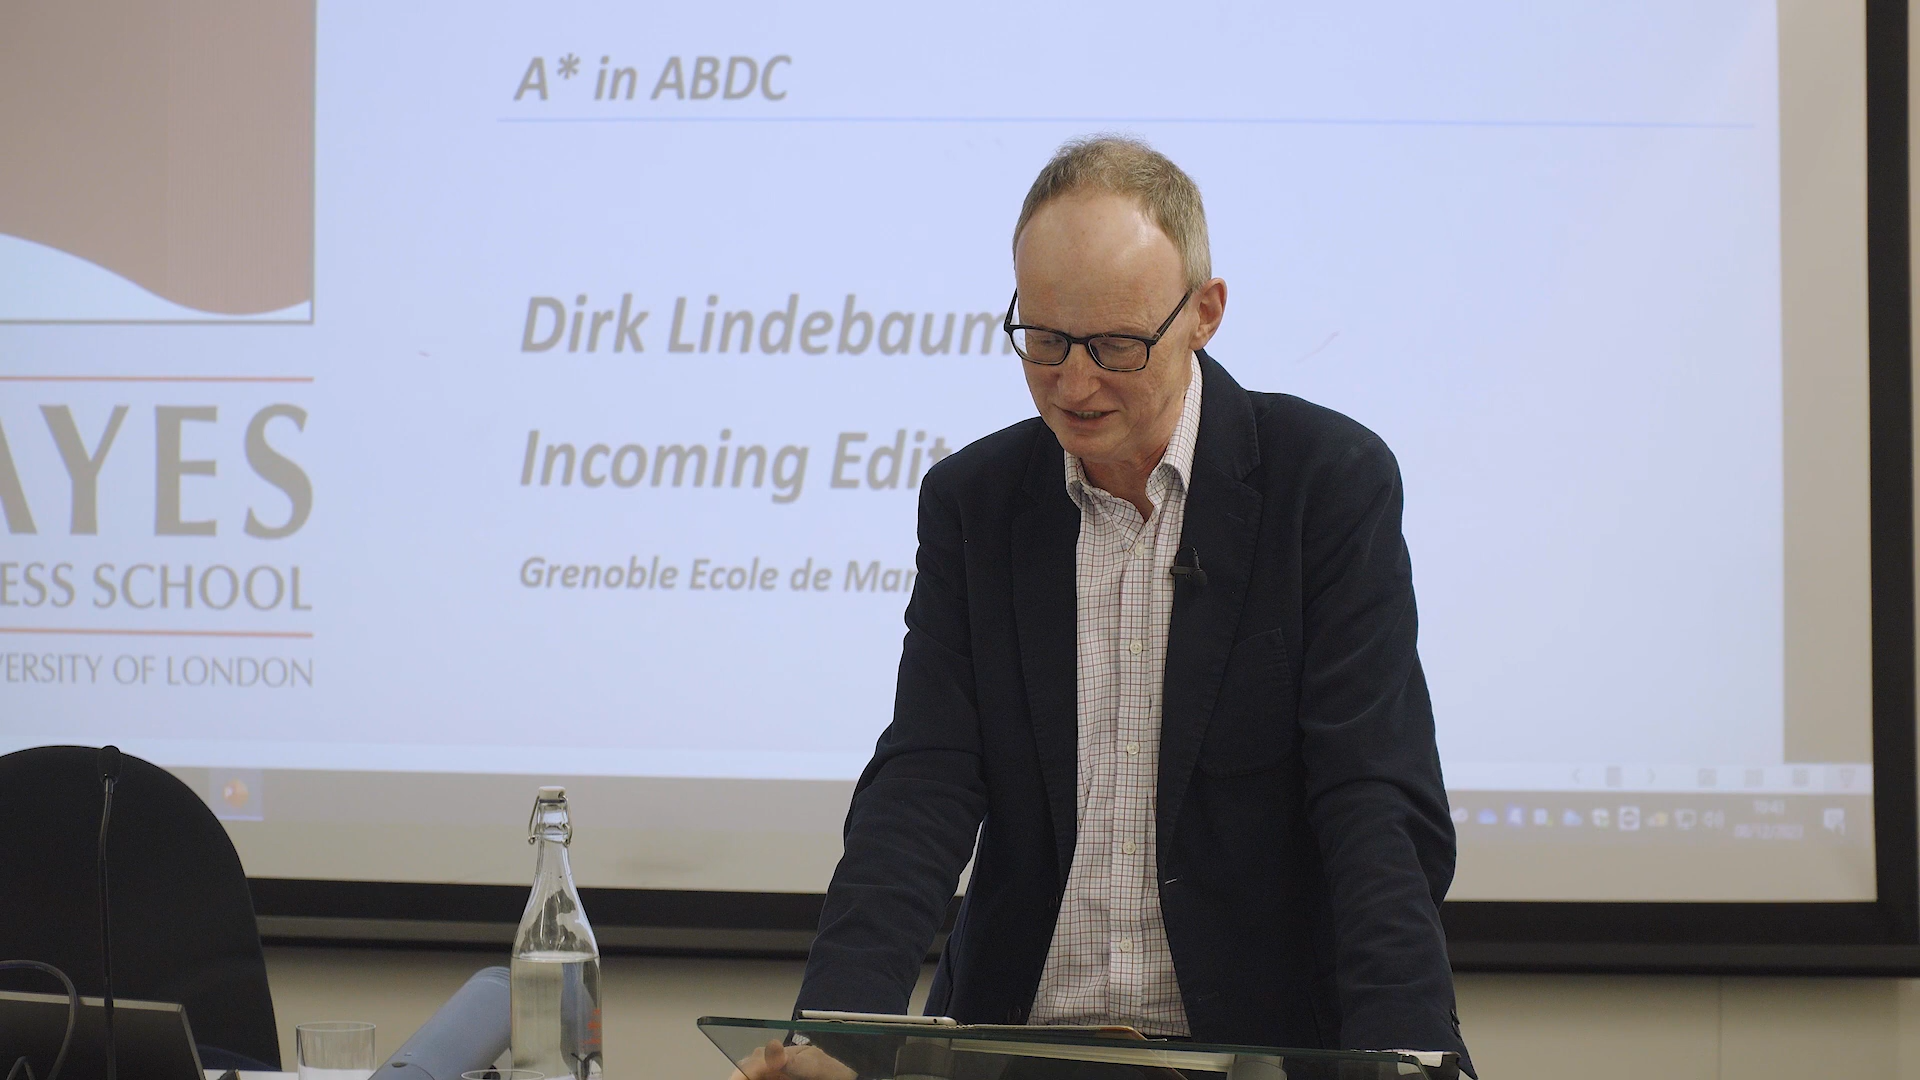 A* in ABDC
Dirk Lindebaum
Incoming Edit
Grenoble Ecole de Man
AYES
ESS SCHOOL
VERSITY OF LONDON